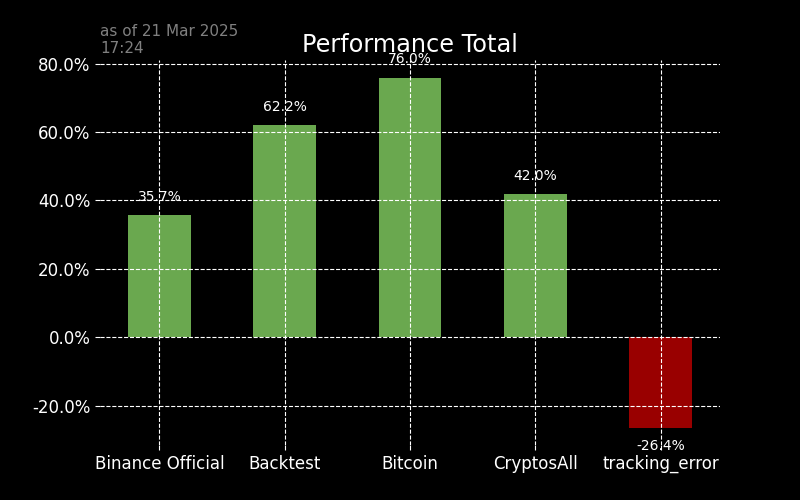 as of 21 Mar 2025
17:24
Performance Total
80.0%
60.0%
40.0%
20.0%
0.0%
-20.0%
35.7%
62.2%
76.0%
42.0%
-26.4%
Binance Official
Backtest
Bitcoin
CryptosAll
tracking_error